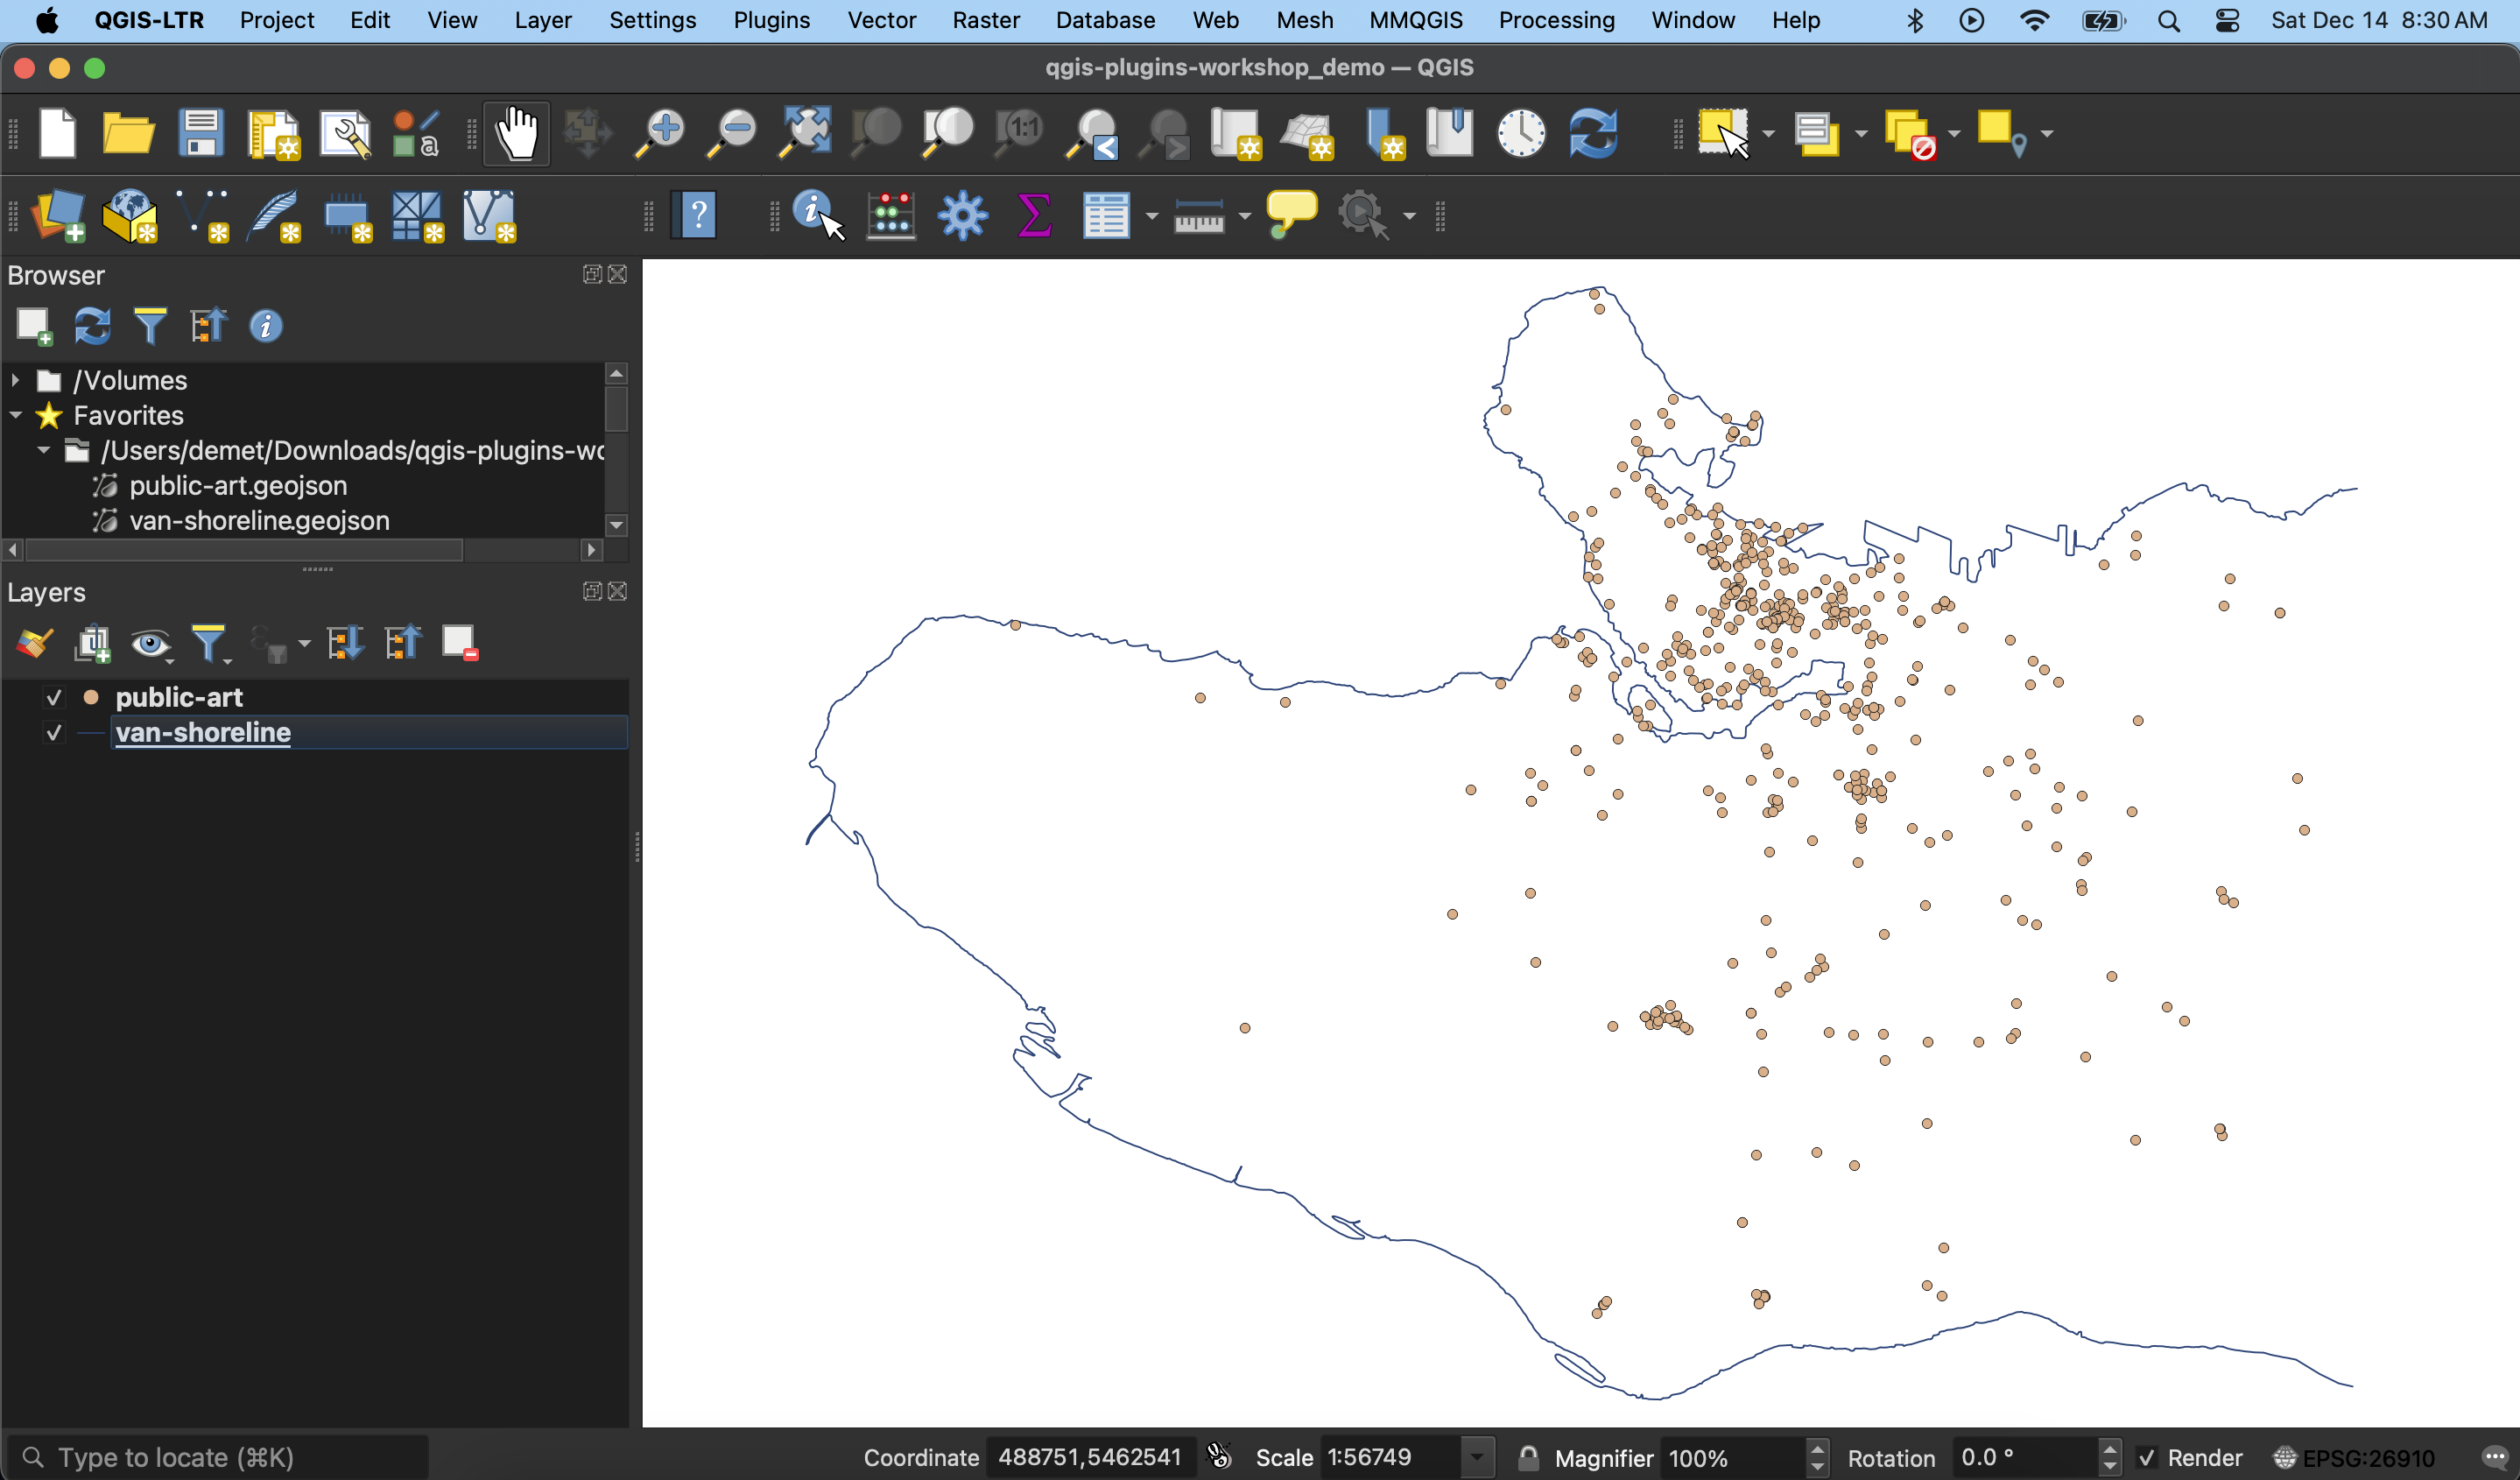 QGIS-LTR Project Edit View Layer Settings Plugins Vector Raster Database Web Mesh MMQGIS Processing Window Help Sat Dec 14 8:30 AM
qgis-plugins-workshop_demo — QGIS
a 1:1
? i Σ
Browser
/Volumes
Favorites
/Users/demet/Downloads/qgis-plugins-wo
public-art.geojson
van-shoreline.geojson
Layers
public-art
van-shoreline
Type to locate (⌘K) Coordinate 488751,5462541 Scale 1:56749 Magnifier 100% Rotation 0.0 ° Render EPSG:26910